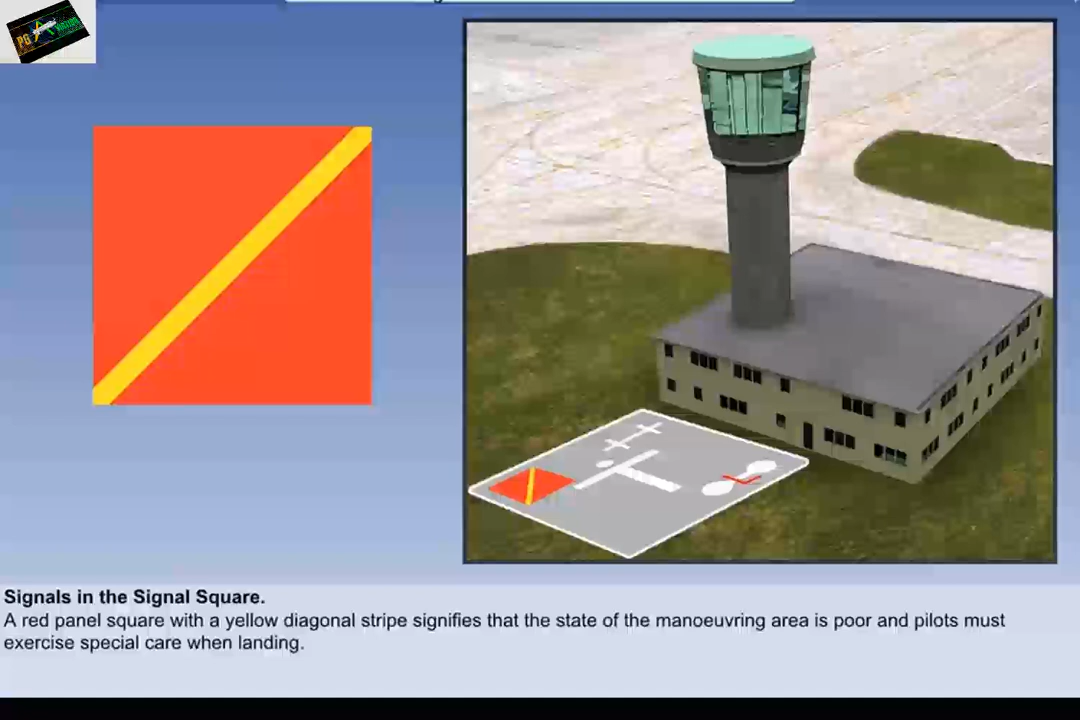 Signals in the Signal Square.
A red panel square with a yellow diagonal stripe signifies that the state of the manoeuvring area is poor and pilots must
exercise special care when landing.